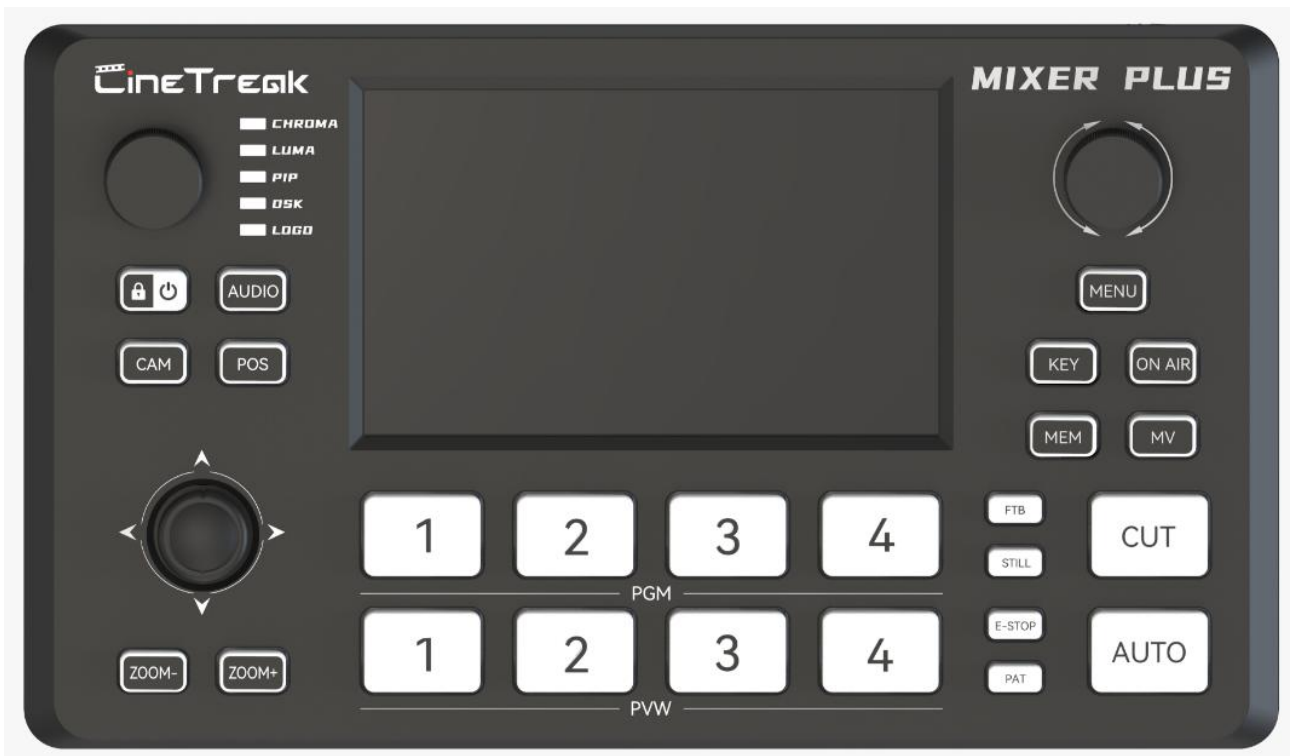 CineTreak
MIXER PLUS
CHROMA
LUMA
PIP
DSK
LOGO
AUDIO
CAM
POS
MENU
KEY
ON AIR
MEM
MV
1 2 3 4
PGM
FTB
STILL
CUT
1 2 3 4
PVW
E-STOP
PAT
AUTO
ZOOM-
ZOOM+